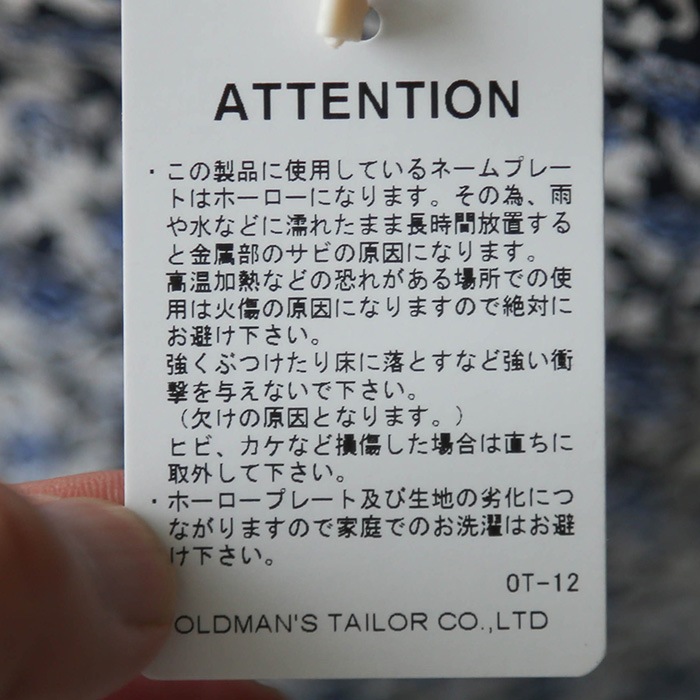 ATTENTION
・この製品に使用しているネームプレー
トはホーローになります。その為、雨
や水などに濡れたまま長時間放置する
と金属部のサビの原因になります。
高温加熱などの恐れがある場所での使
用は火傷の原因になりますので絶対に
お避け下さい。
強くぶつけたり床に落とすなど強い衝
撃を与えないで下さい。
（欠けの原因となります。）
ヒビ、カケなど損傷した場合は直ちに
取外して下さい。
・ホーロープレート及び生地の劣化につ
ながりますので家庭でのお洗濯はお避
け下さい。
OT-12
OLDMAN'S TAILOR CO.,LTD